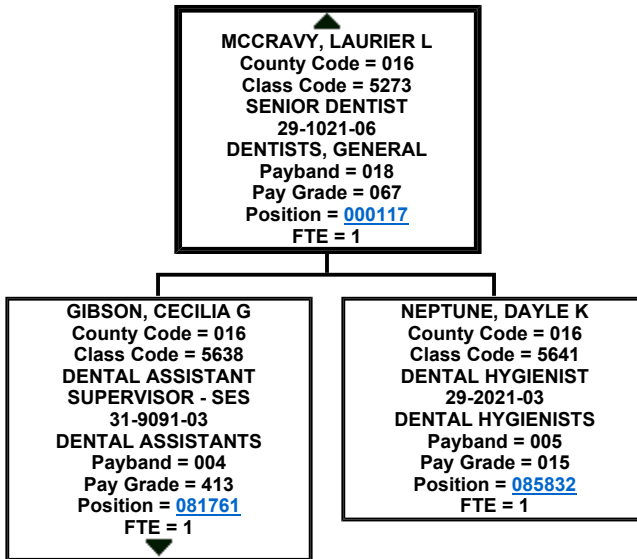 MCCRAVY, LAURIER L
County Code = 016
Class Code = 5273
SENIOR DENTIST
29-1021-06
DENTISTS, GENERAL
Payband = 018
Pay Grade = 067
Position = 000117
FTE = 1
GIBSON, CECILIA G
County Code = 016
Class Code = 5638
DENTAL ASSISTANT
SUPERVISOR - SES
31-9091-03
DENTAL ASSISTANTS
Payband = 004
Pay Grade = 413
Position = 081761
FTE = 1
NEPTUNE, DAYLE K
County Code = 016
Class Code = 5641
DENTAL HYGIENIST
29-2021-03
DENTAL HYGIENISTS
Payband = 005
Pay Grade = 015
Position = 085832
FTE = 1